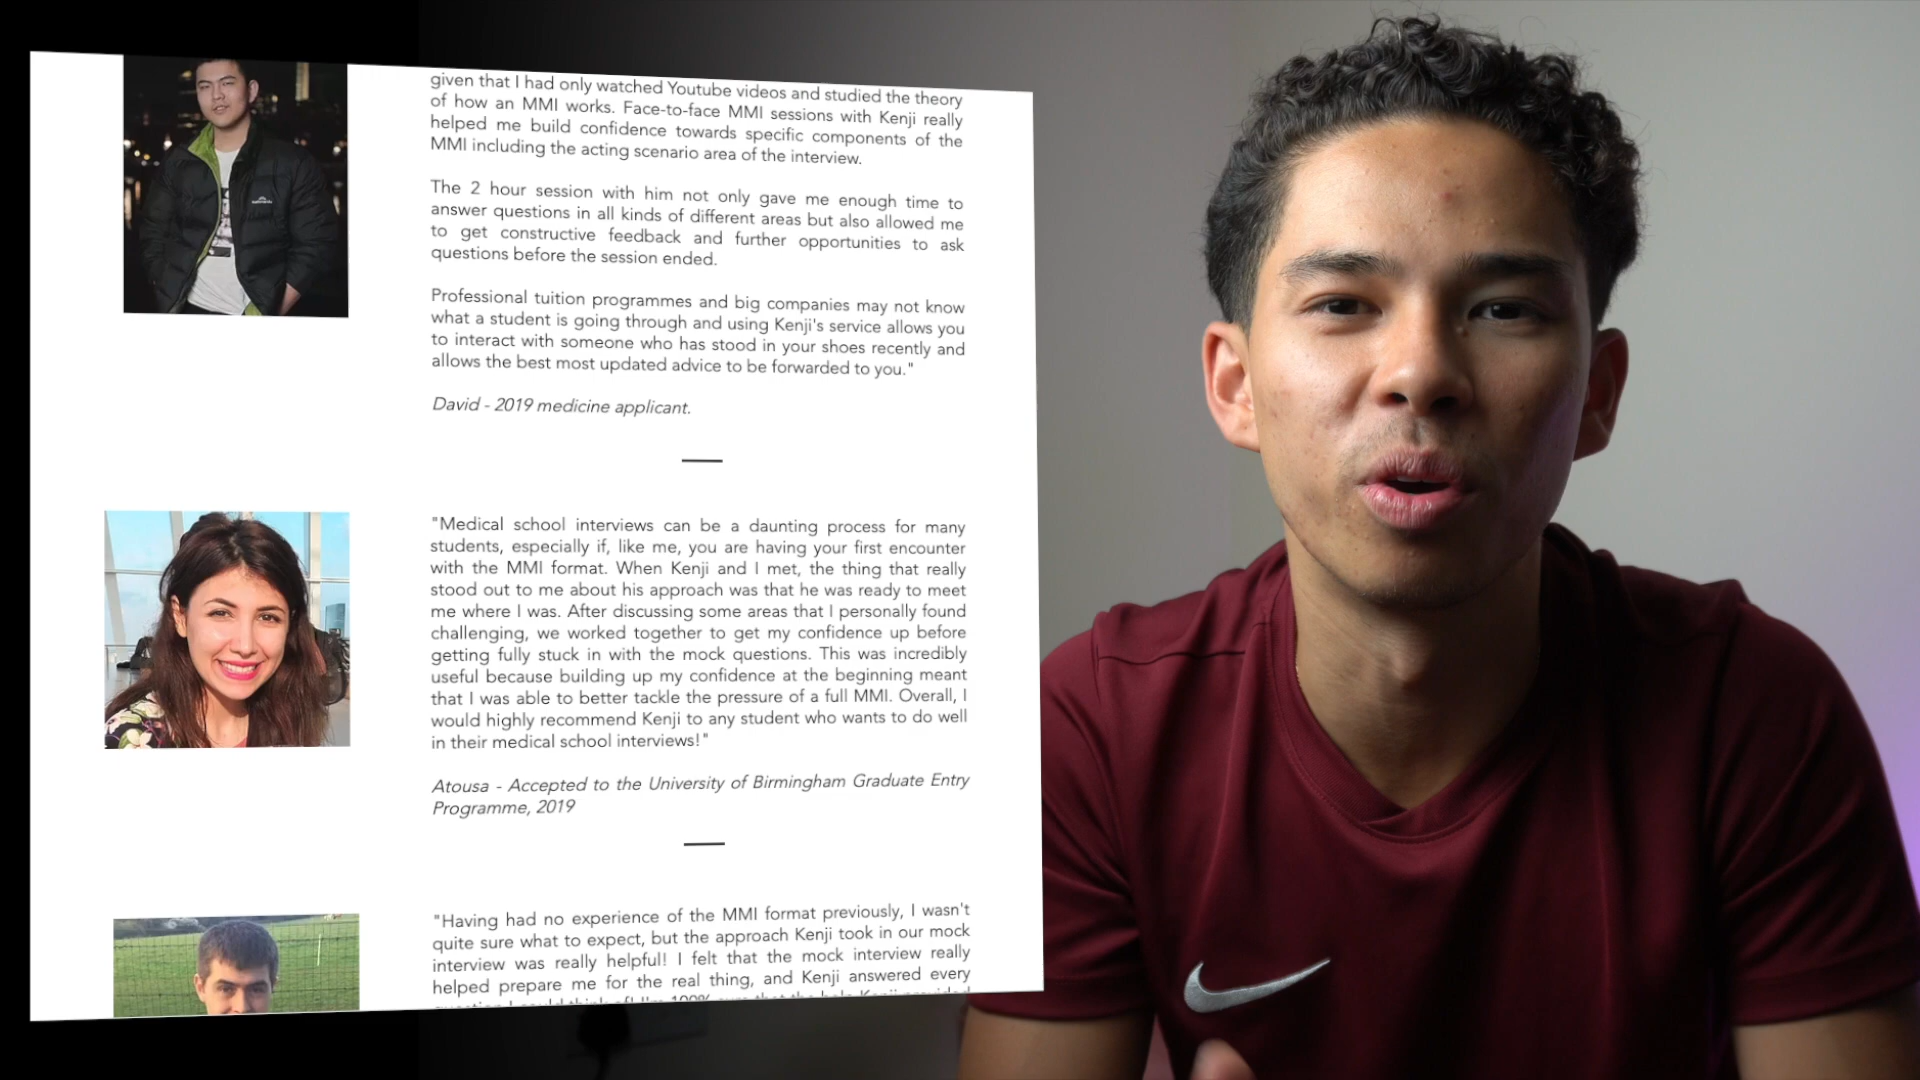 given that I had only watched Youtube videos and studied the theory
of how an MMI works. Face-to-face MMI sessions with Kenji really
helped me build confidence towards specific components of the
MMI including the acting scenario area of the interview.
The 2 hour session with him not only gave me enough time to
answer questions in all kinds of different areas but also allowed me
to get constructive feedback and further opportunities to ask
questions before the session ended.
Professional tuition programmes and big companies may not know
what a student is going through and using Kenji's service allows you
to interact with someone who has stood in your shoes recently and
allows the best most updated advice to be forwarded to you."
David - 2019 medicine applicant.
"Medical school interviews can be a daunting process for many
students, especially if, like me, you are having your first encounter
with the MMI format. When Kenji and I met, the thing that really
stood out to me about his approach was that he was ready to meet
me where I was. After discussing some areas that I personally found
challenging, we worked together to get my confidence up before
getting fully stuck in with the mock questions. This was incredibly
useful because building up my confidence at the beginning meant
that I was able to better tackle the pressure of a full MMI. Overall, I
would highly recommend Kenji to any student who wants to do well
in their medical school interviews!"
Atousa - Accepted to the University of Birmingham Graduate Entry
Programme, 2019
"Having had no experience of the MMI format previously, I wasn't
quite sure what to expect, but the approach Kenji took in our mock
interview was really helpful! I felt that the mock interview really
helped prepare me for the real thing, and Kenji answered every
question I could think of! I'm 100% sure that the help Kenji provided